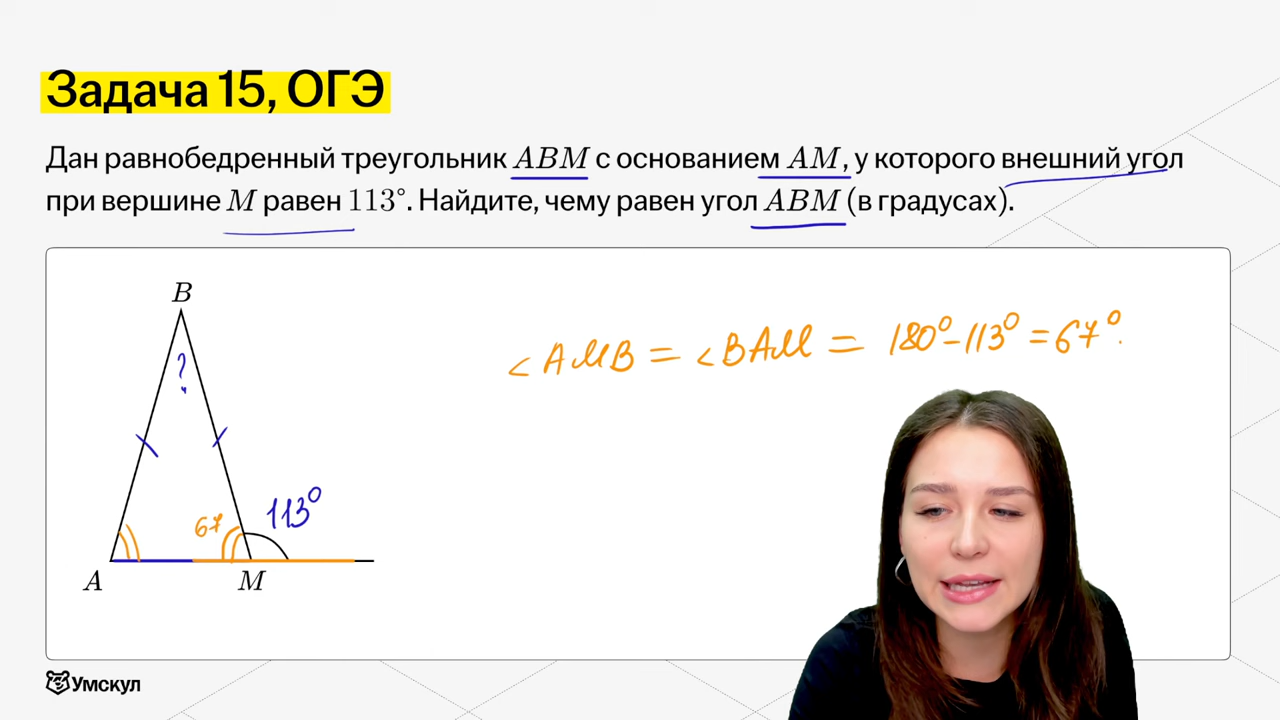 Задача 15, ОГЭ
Дан равнобедренный треугольник ABM с основанием AM, у которого внешний угол
при вершине M равен 113°. Найдите, чему равен угол ABM (в градусах).
B
?
∠AMB = ∠BAM = 180° - 113° = 67°.
67
113°
A
M
Умскул